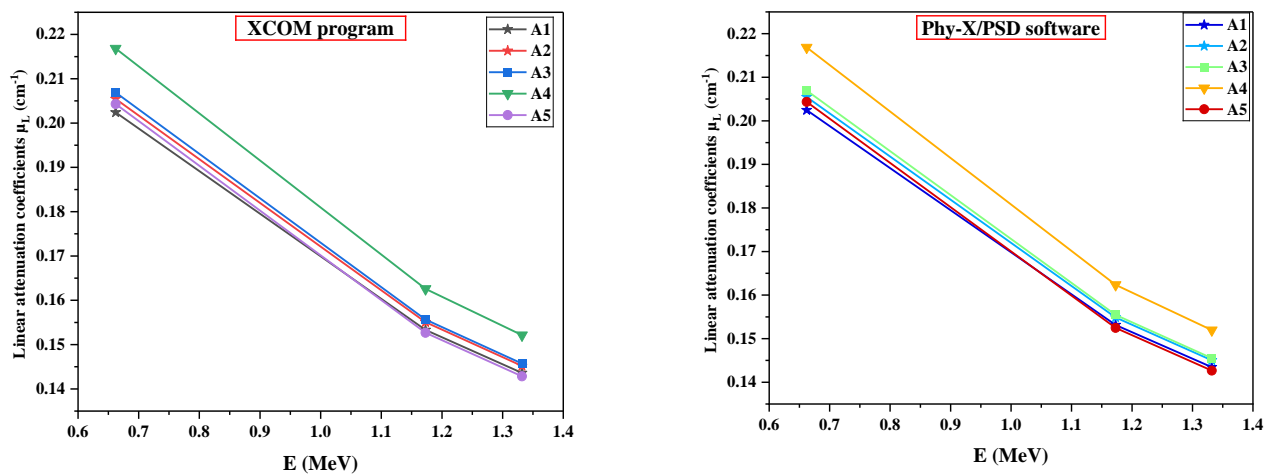 XCOM program
A1
A2
A3
A4
A5
Linear attenuation coefficients μL (cm-1)
0.22
0.21
0.20
0.19
0.18
0.17
0.16
0.15
0.14
0.6 0.7 0.8 0.9 1.0 1.1 1.2 1.3 1.4
E (MeV)
Phy-X/PSD software
A1
A2
A3
A4
A5
Linear attenuation coefficients μL (cm-1)
0.22
0.21
0.20
0.19
0.18
0.17
0.16
0.15
0.14
0.6 0.7 0.8 0.9 1.0 1.1 1.2 1.3 1.4
E (MeV)